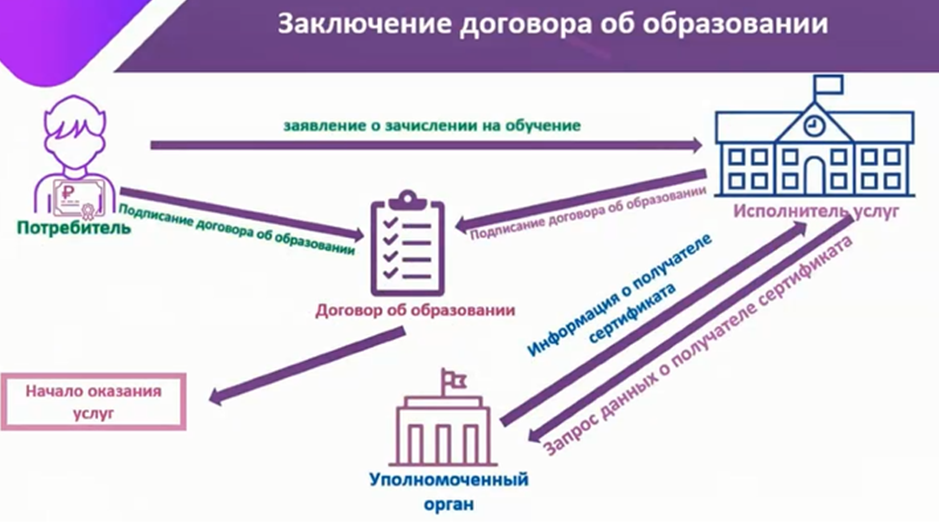 Заключение договора об образовании
заявление о зачислении на обучение
₽
Потребитель
Подписание договора об образовании
Подписание договора об образовании
Исполнитель услуг
Договор об образовании
Информация о получателе
сертификата
Запрос данных о получателе сертификата
Начало оказания
услуг
Уполномоченный
орган